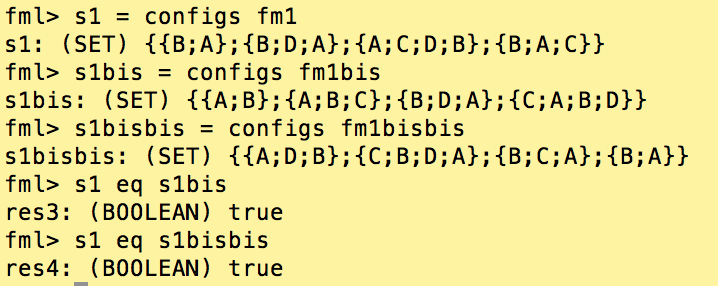 fml> s1 = configs fm1
s1: (SET) {{B;A};{B;D;A};{A;C;D;B};{B;A;C}}
fml> s1bis = configs fm1bis
s1bis: (SET) {{A;B};{A;B;C};{B;D;A};{C;A;B;D}}
fml> s1bisbis = configs fm1bisbis
s1bisbis: (SET) {{A;D;B};{C;B;D;A};{B;C;A};{B;A}}
fml> s1 eq s1bis
res3: (BOOLEAN) true
fml> s1 eq s1bisbis
res4: (BOOLEAN) true